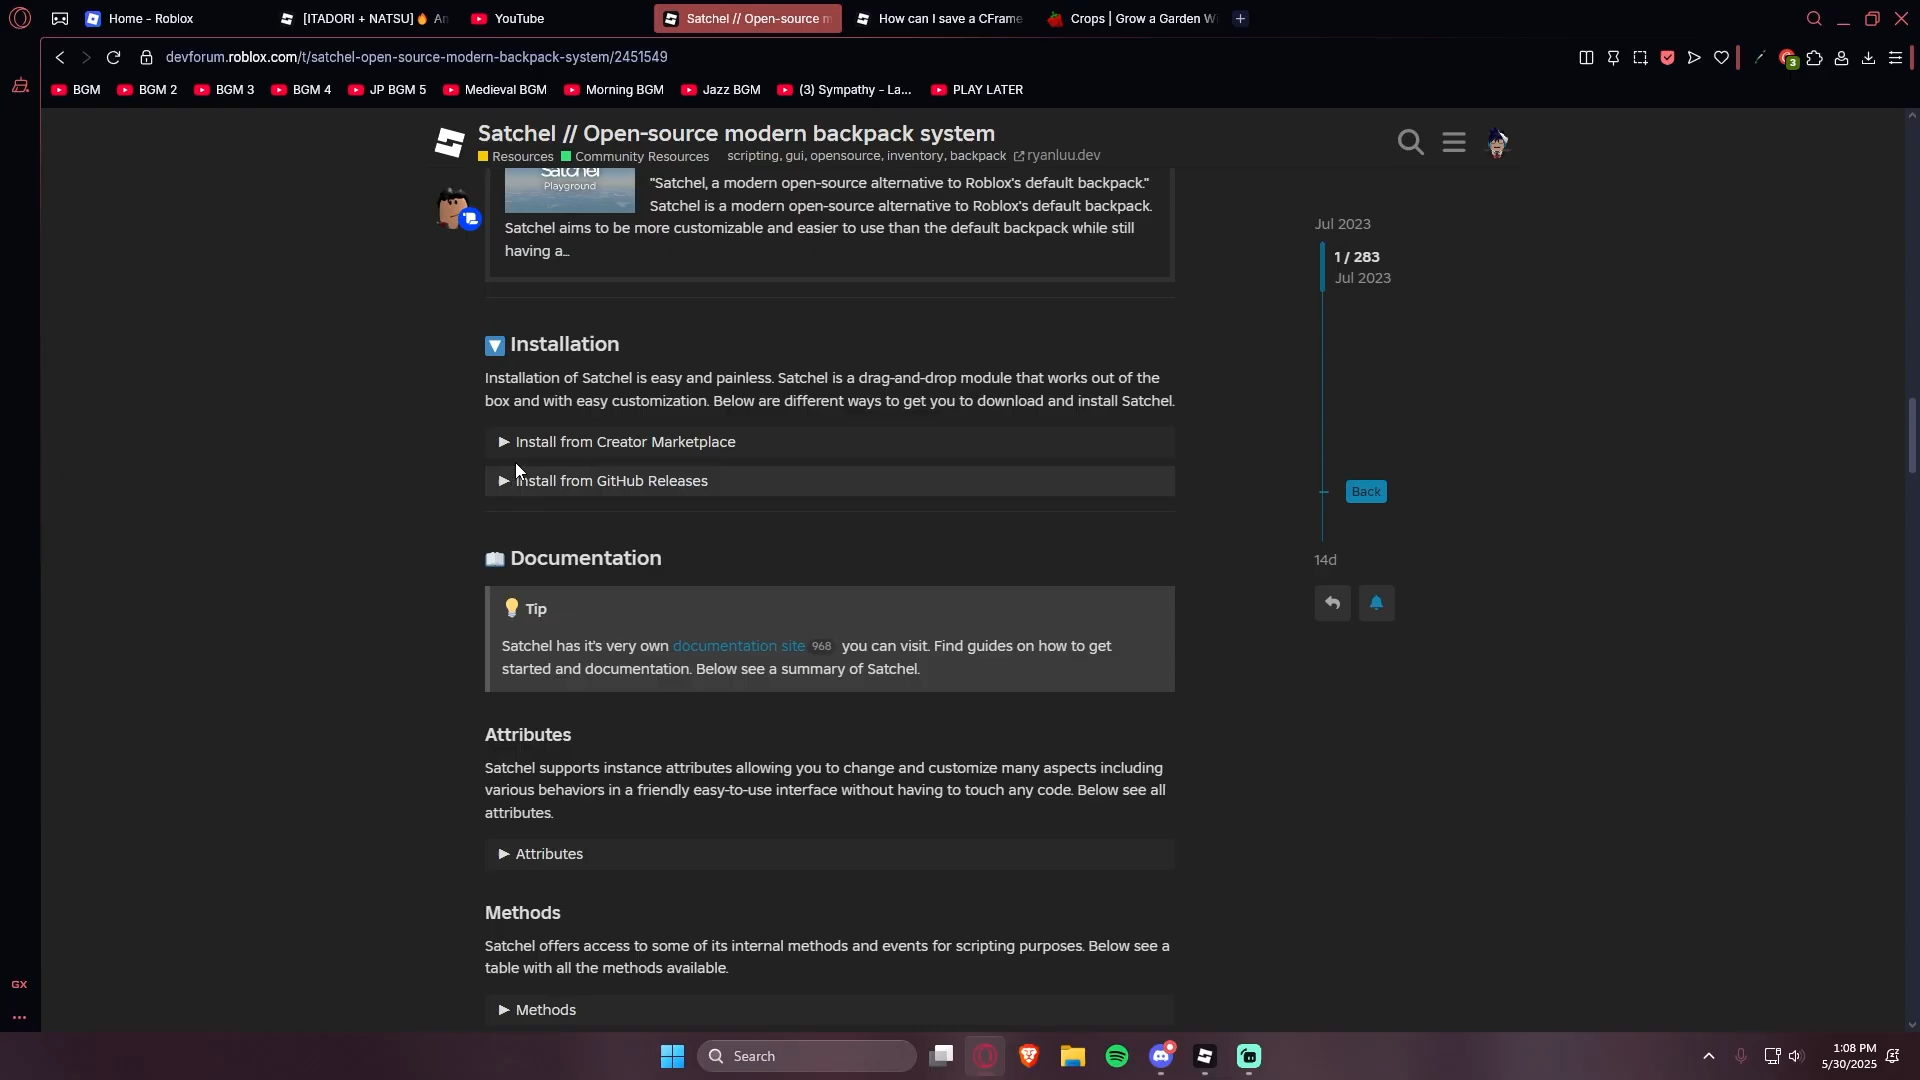 Home - Roblox
[ITADORI + NATSU]🔥 An
YouTube
Satchel // Open-source m
How can I save a CFrame
Crops | Grow a Garden Wi
devforum.roblox.com/t/satchel-open-source-modern-backpack-system/2451549
3
BGM
BGM 2
BGM 3
BGM 4
JP BGM 5
Medieval BGM
Morning BGM
Jazz BGM
(3) Sympathy - La...
PLAY LATER
Satchel // Open-source modern backpack system
Resources
Community Resources
scripting, gui, opensource, inventory, backpack
ryanluu.dev
Satchel
Playground
"Satchel, a modern open-source alternative to Roblox's default backpack."
Satchel is a modern open-source alternative to Roblox's default backpack.
Satchel aims to be more customizable and easier to use than the default backpack while still
having a…
Jul 2023
1 / 283
Jul 2023
Back
14d
Installation
Installation of Satchel is easy and painless. Satchel is a drag-and-drop module that works out of the
box and with easy customization. Below are different ways to get you to download and install Satchel.
▶ Install from Creator Marketplace
▶ Install from GitHub Releases
Documentation
Tip
Satchel has it's very own documentation site 968 you can visit. Find guides on how to get
started and documentation. Below see a summary of Satchel.
Attributes
Satchel supports instance attributes allowing you to change and customize many aspects including
various behaviors in a friendly easy-to-use interface without having to touch any code. Below see all
attributes.
▶ Attributes
Methods
Satchel offers access to some of its internal methods and events for scripting purposes. Below see a
table with all the methods available.
▶ Methods
GX
Search
1:08 PM
5/30/2025